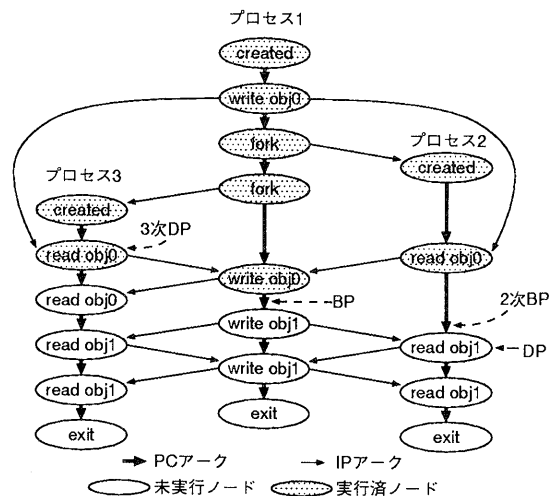 プロセス1
created
write obj0
fork
プロセス2
created
fork
プロセス3
created
3次DP
read obj0
read obj0
write obj0
read obj0
BP
2次BP
write obj1
read obj1
read obj1
DP
write obj1
read obj1
read obj1
exit
exit
exit
PCアーク
IPアーク
未実行ノード
実行済ノード